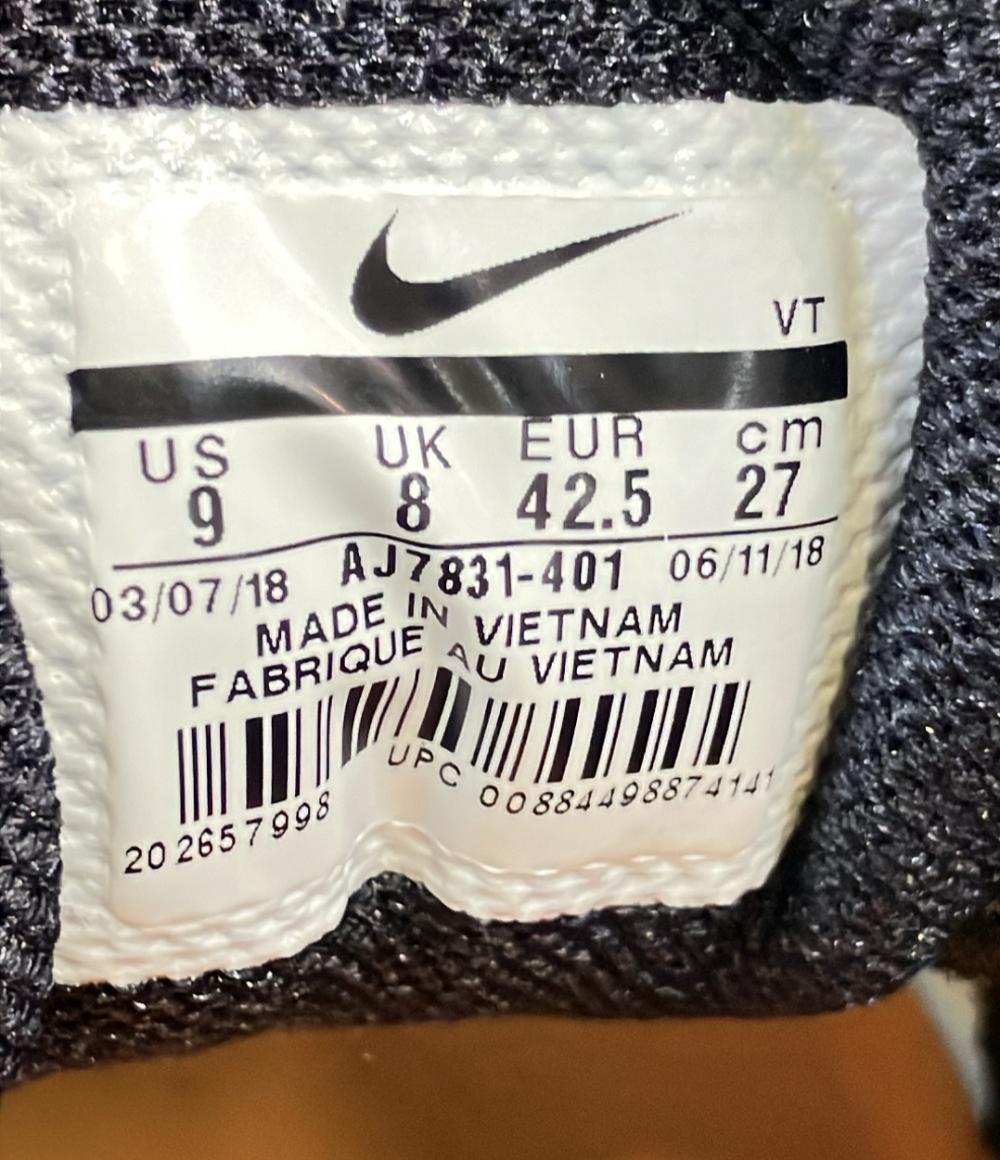 VT
US UK EUR cm
9 8 42.5 27
03/07/18 AJ7831-401 06/11/18
MADE IN VIETNAM
FABRIQUE AU VIETNAM
UPC 00884498874141
202657998